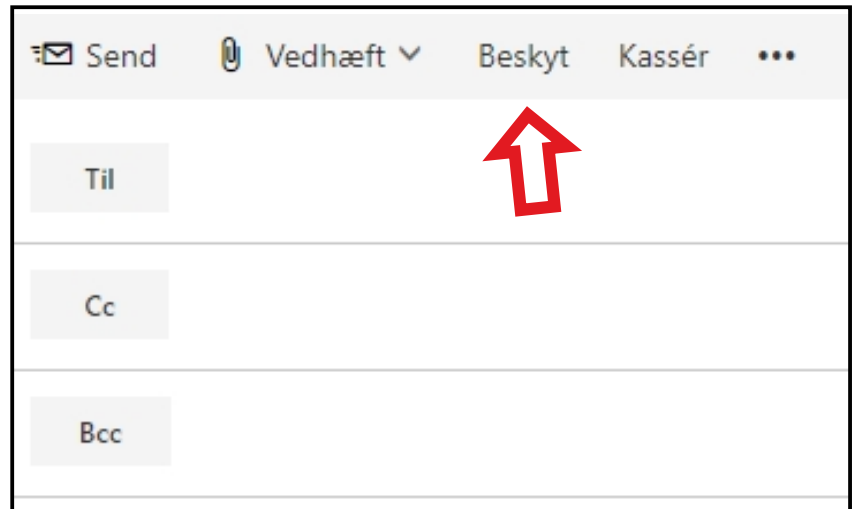 Send Vedhæft Beskyt Kassér •••
Til
Cc
Bcc